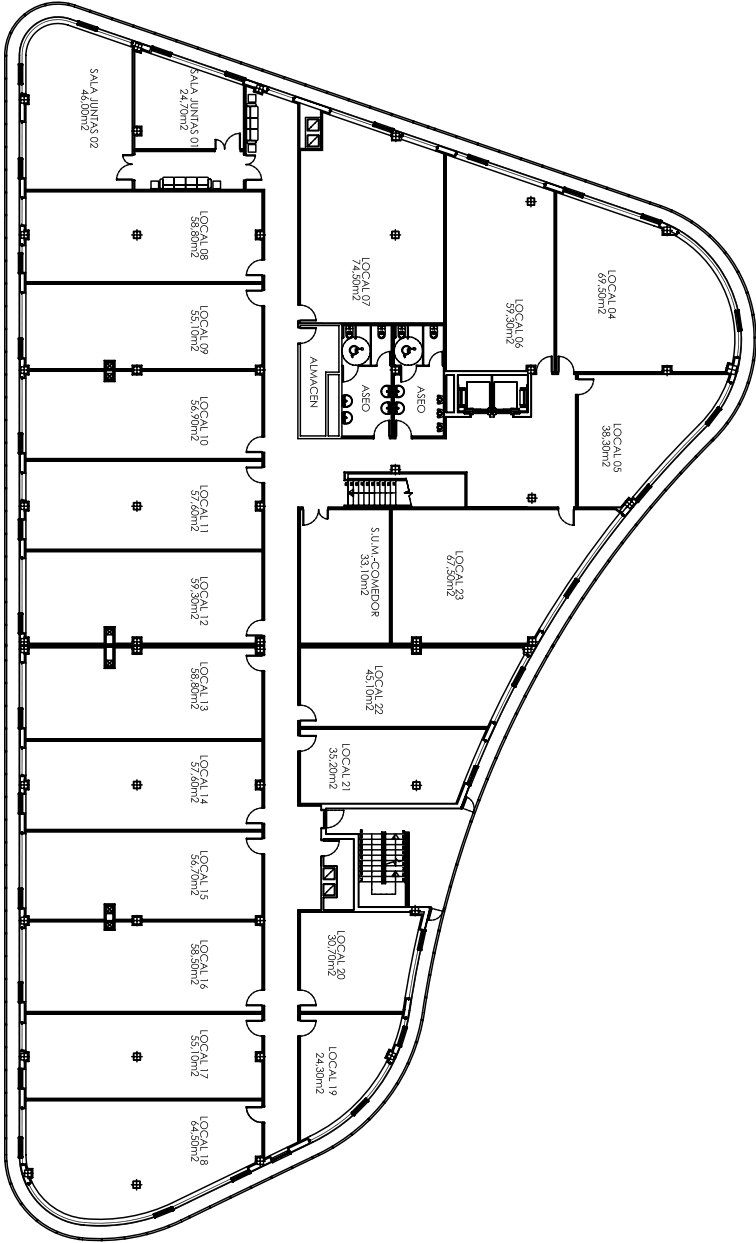 SALA JUNTAS 02
46,00m2
SALA JUNTAS 01
24,70m2
LOCAL 08
58,80m2
LOCAL 07
74,50m2
LOCAL 06
59,30m2
LOCAL 04
69,50m2
LOCAL 09
55,10m2
ALMACEN
ASEO
ASEO
LOCAL 05
38,30m2
LOCAL 10
56,90m2
LOCAL 11
57,60m2
S.U.M.-COMEDOR
33,10m2
LOCAL 23
67,50m2
LOCAL 12
59,30m2
LOCAL 13
58,80m2
LOCAL 22
45,10m2
LOCAL 14
57,60m2
LOCAL 21
35,20m2
LOCAL 15
56,70m2
LOCAL 16
58,50m2
LOCAL 20
30,70m2
LOCAL 17
55,10m2
LOCAL 19
24,30m2
LOCAL 18
64,50m2